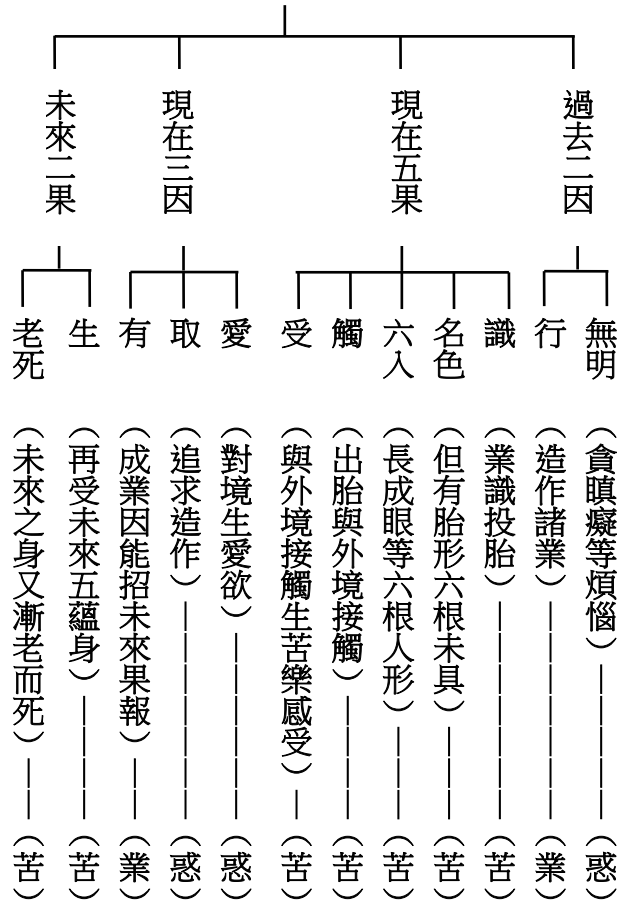 過去二因
現在五果
現在三因
未來二果
無明（貪瞋癡等煩惱）（惑）
行（造作諸業）（業）
識（業識投胎）（苦）
名色（但有胎形六根未具）（苦）
六入（長成眼等六根人形）（苦）
觸（出胎與外境接觸）（苦）
受（與外境接觸生苦樂感受）（苦）
愛（對境生愛欲）（惑）
取（追求造作）（惑）
有（成業因能招未來果報）（業）
生（再受未來五蘊身）（苦）
老死（未來之身又漸老而死）（苦）